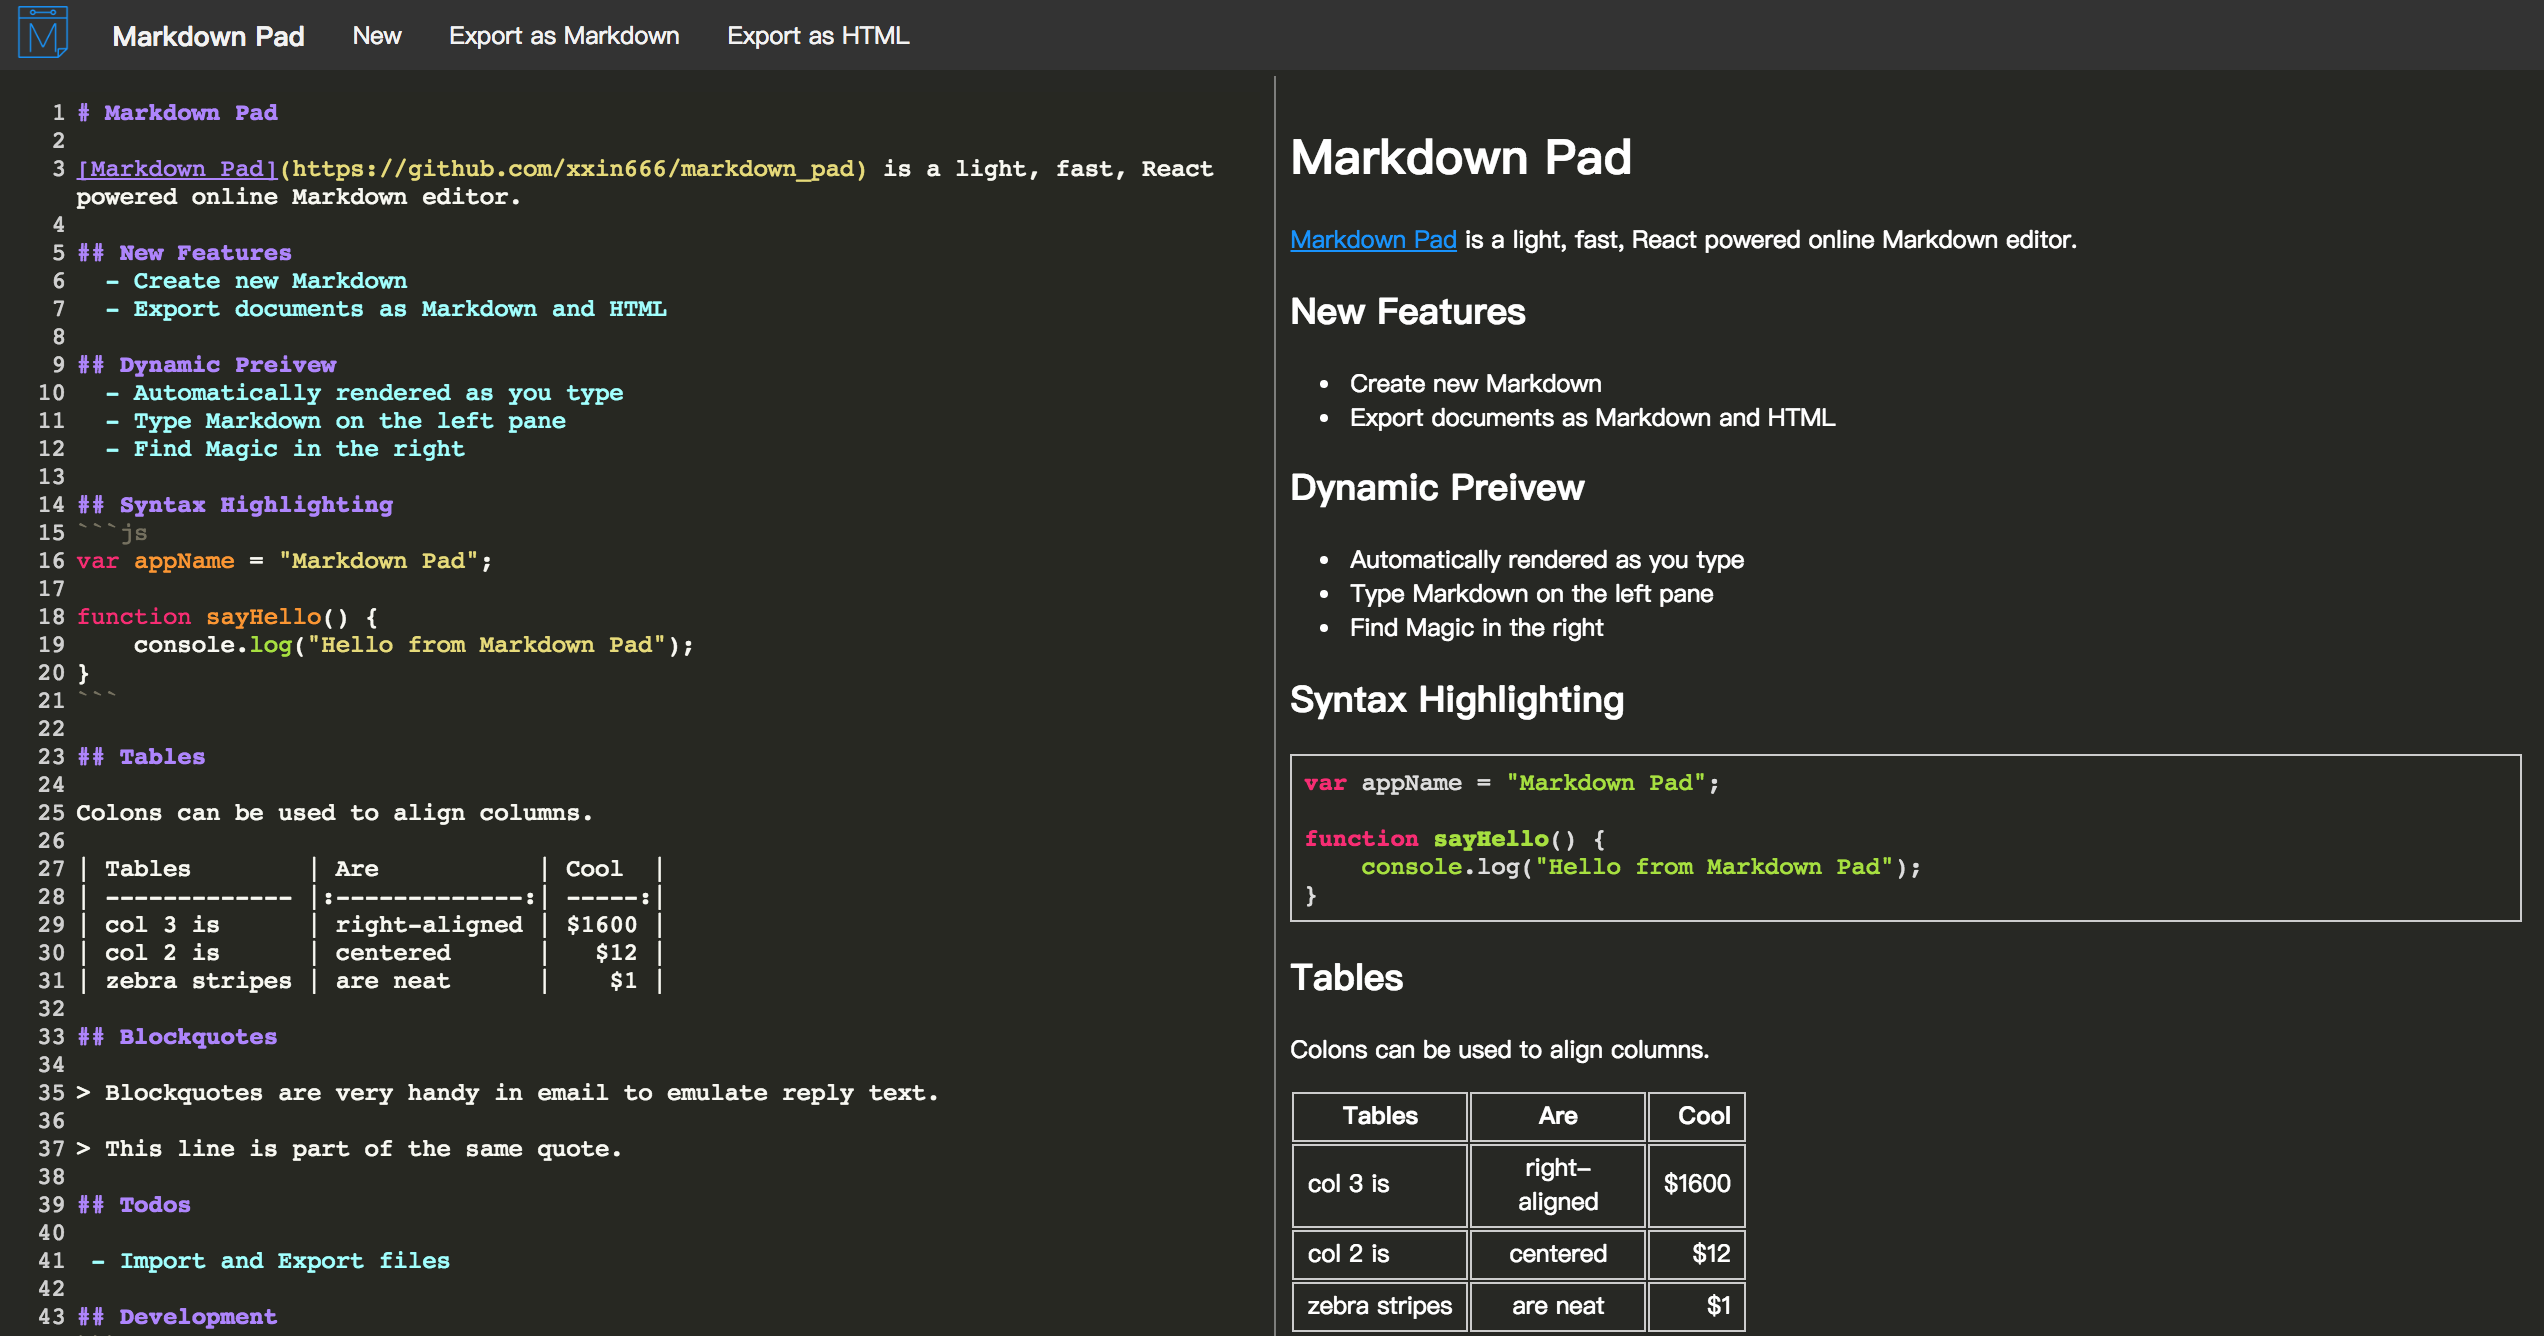 M
Markdown Pad New Export as Markdown Export as HTML
1 # Markdown Pad
2
3 [Markdown Pad](https://github.com/xxin666/markdown_pad) is a light, fast, React
powered online Markdown editor.
4
5 ## New Features
6   - Create new Markdown
7   - Export documents as Markdown and HTML
8
9 ## Dynamic Preivew
10   - Automatically rendered as you type
11   - Type Markdown on the left pane
12   - Find Magic in the right
13
14 ## Syntax Highlighting
15 ```js
16 var appName = "Markdown Pad";
17
18 function sayHello() {
19     console.log("Hello from Markdown Pad");
20 }
21 ```
22
23 ## Tables
24
25 Colons can be used to align columns.
26
27 | Tables        | Are           | Cool  |
28 | ------------- |:-------------:| -----:|
29 | col 3 is      | right-aligned | $1600 |
30 | col 2 is      | centered      |   $12 |
31 | zebra stripes | are neat      |    $1 |
32
33 ## Blockquotes
34
35 > Blockquotes are very handy in email to emulate reply text.
36
37 > This line is part of the same quote.
38
39 ## Todos
40
41  - Import and Export files
42
43 ## Development
Markdown Pad
Markdown Pad is a light, fast, React powered online Markdown editor.
New Features
• Create new Markdown
• Export documents as Markdown and HTML
Dynamic Preivew
• Automatically rendered as you type
• Type Markdown on the left pane
• Find Magic in the right
Syntax Highlighting
var appName = "Markdown Pad";
function sayHello() {
    console.log("Hello from Markdown Pad");
}
Tables
Colons can be used to align columns.
Tables Are Cool
col 3 is right-aligned $1600
col 2 is centered $12
zebra stripes are neat $1